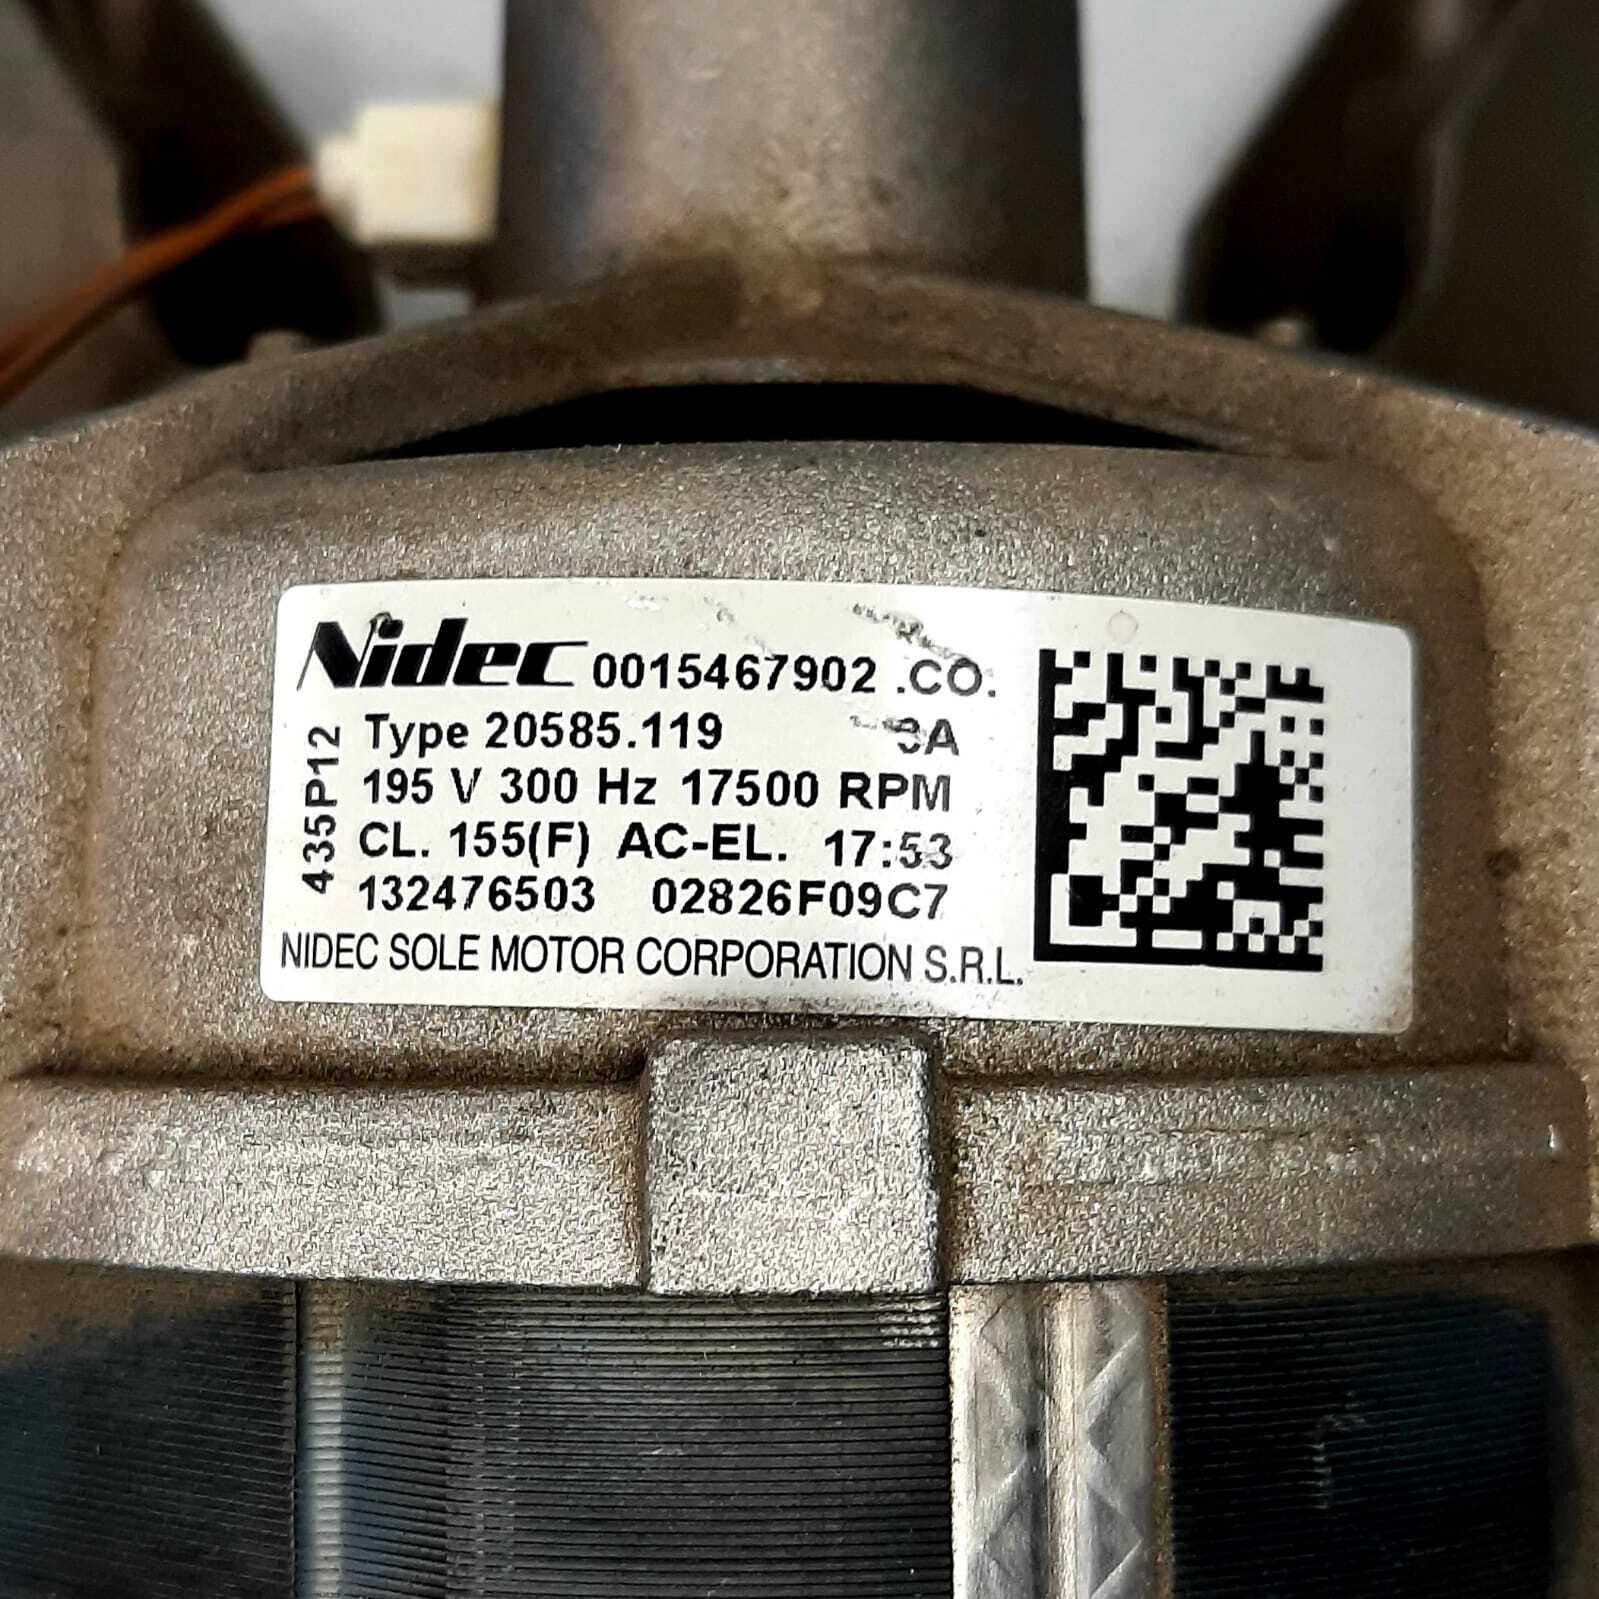 Nidec 0015467902 .CO.
Type 20585.119
195 V 300 Hz 17500 RPM
CL. 155(F) AC-EL. 17:53
132476503 02826F09C7
NIDEC SOLE MOTOR CORPORATION S.R.L.
435P12